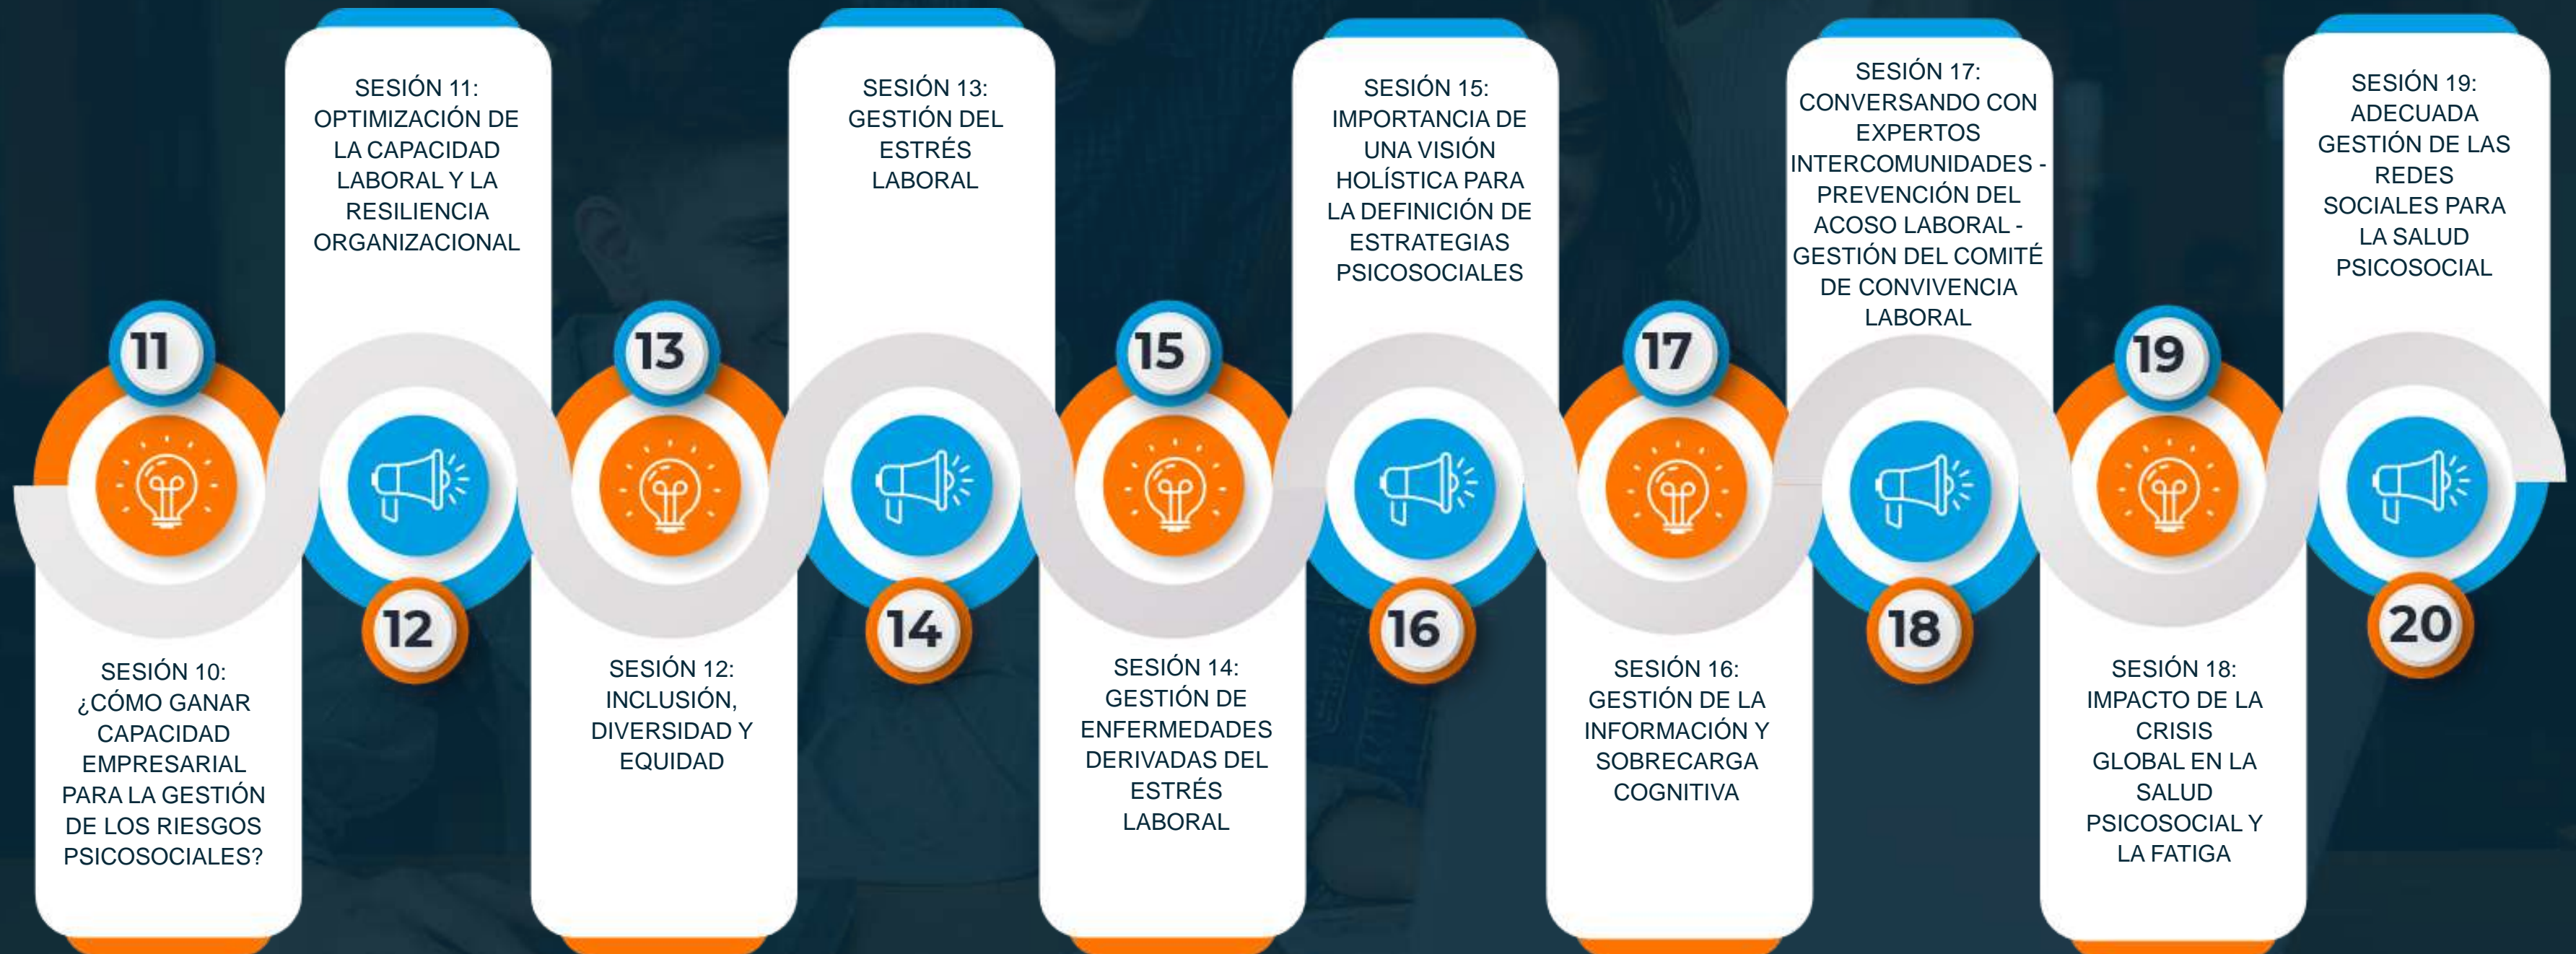 SESIÓN 11:
OPTIMIZACIÓN DE
LA CAPACIDAD
LABORAL Y LA
RESILIENCIA
ORGANIZACIONAL
SESIÓN 13:
GESTIÓN DEL
ESTRÉS
LABORAL
SESIÓN 15:
IMPORTANCIA DE
UNA VISIÓN
HOLÍSTICA PARA
LA DEFINICIÓN DE
ESTRATEGIAS
PSICOSOCIALES
SESIÓN 17:
CONVERSANDO CON
EXPERTOS
INTERCOMUNIDADES -
PREVENCIÓN DEL
ACOSO LABORAL -
GESTIÓN DEL COMITÉ
DE CONVIVENCIA
LABORAL
SESIÓN 19:
ADECUADA
GESTIÓN DE LAS
REDES
SOCIALES PARA
LA SALUD
PSICOSOCIAL
11
13
15
17
19
12
14
16
18
20
SESIÓN 10:
¿CÓMO GANAR
CAPACIDAD
EMPRESARIAL
PARA LA GESTIÓN
DE LOS RIESGOS
PSICOSOCIALES?
SESIÓN 12:
INCLUSIÓN,
DIVERSIDAD Y
EQUIDAD
SESIÓN 14:
GESTIÓN DE
ENFERMEDADES
DERIVADAS DEL
ESTRÉS
LABORAL
SESIÓN 16:
GESTIÓN DE LA
INFORMACIÓN Y
SOBRECARGA
COGNITIVA
SESIÓN 18:
IMPACTO DE LA
CRISIS
GLOBAL EN LA
SALUD
PSICOSOCIAL Y
LA FATIGA